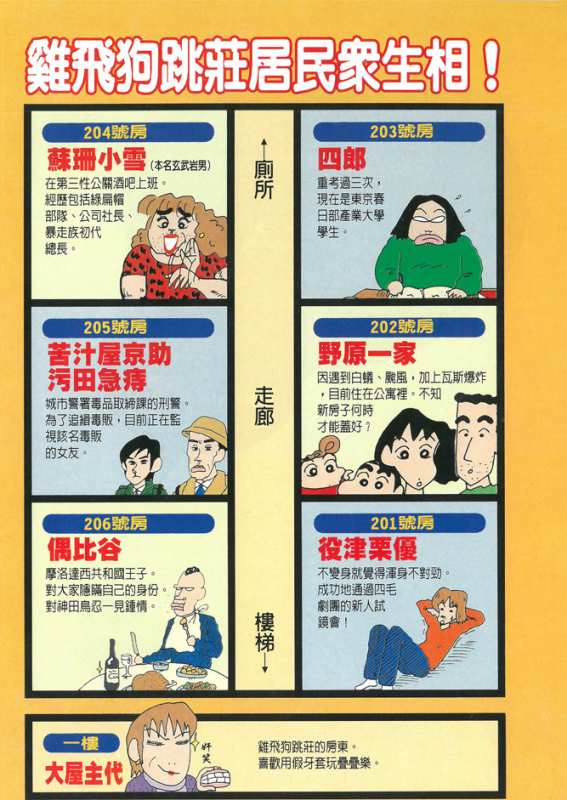 雞飛狗跳莊居民眾生相！
204號房
蘇珊小雪(本名玄武岩男)
在第三性公關酒吧上班。
經歷包括綠扁帽
部隊、公司社長、
暴走族初代
總長。
↑廁所
203號房
四郎
重考過三次，
現在是東京春
日部產業大學
學生。
205號房
苦汁屋京助
污田急痔
城市警署毒品取締課的刑警。
為了追緝毒販，目前正在監
視該名毒販
的女友。
走廊
202號房
野原一家
因遇到白蟻、颱風，加上瓦斯爆炸
，目前住在公寓裡。不知
新房子何時
才能蓋好？
206號房
偶比谷
摩洛達西共和國王子。
對大家隱瞞自己的身份。
對神田鳥忍一見鍾情。
樓梯↓
201號房
役津栗優
不變身就覺得渾身不對勁。
成功地通過四毛
劇團的新人試
鏡會！
一樓
大屋主代
奸笑
雞飛狗跳莊的房東。
喜歡用假牙套玩疊疊樂。